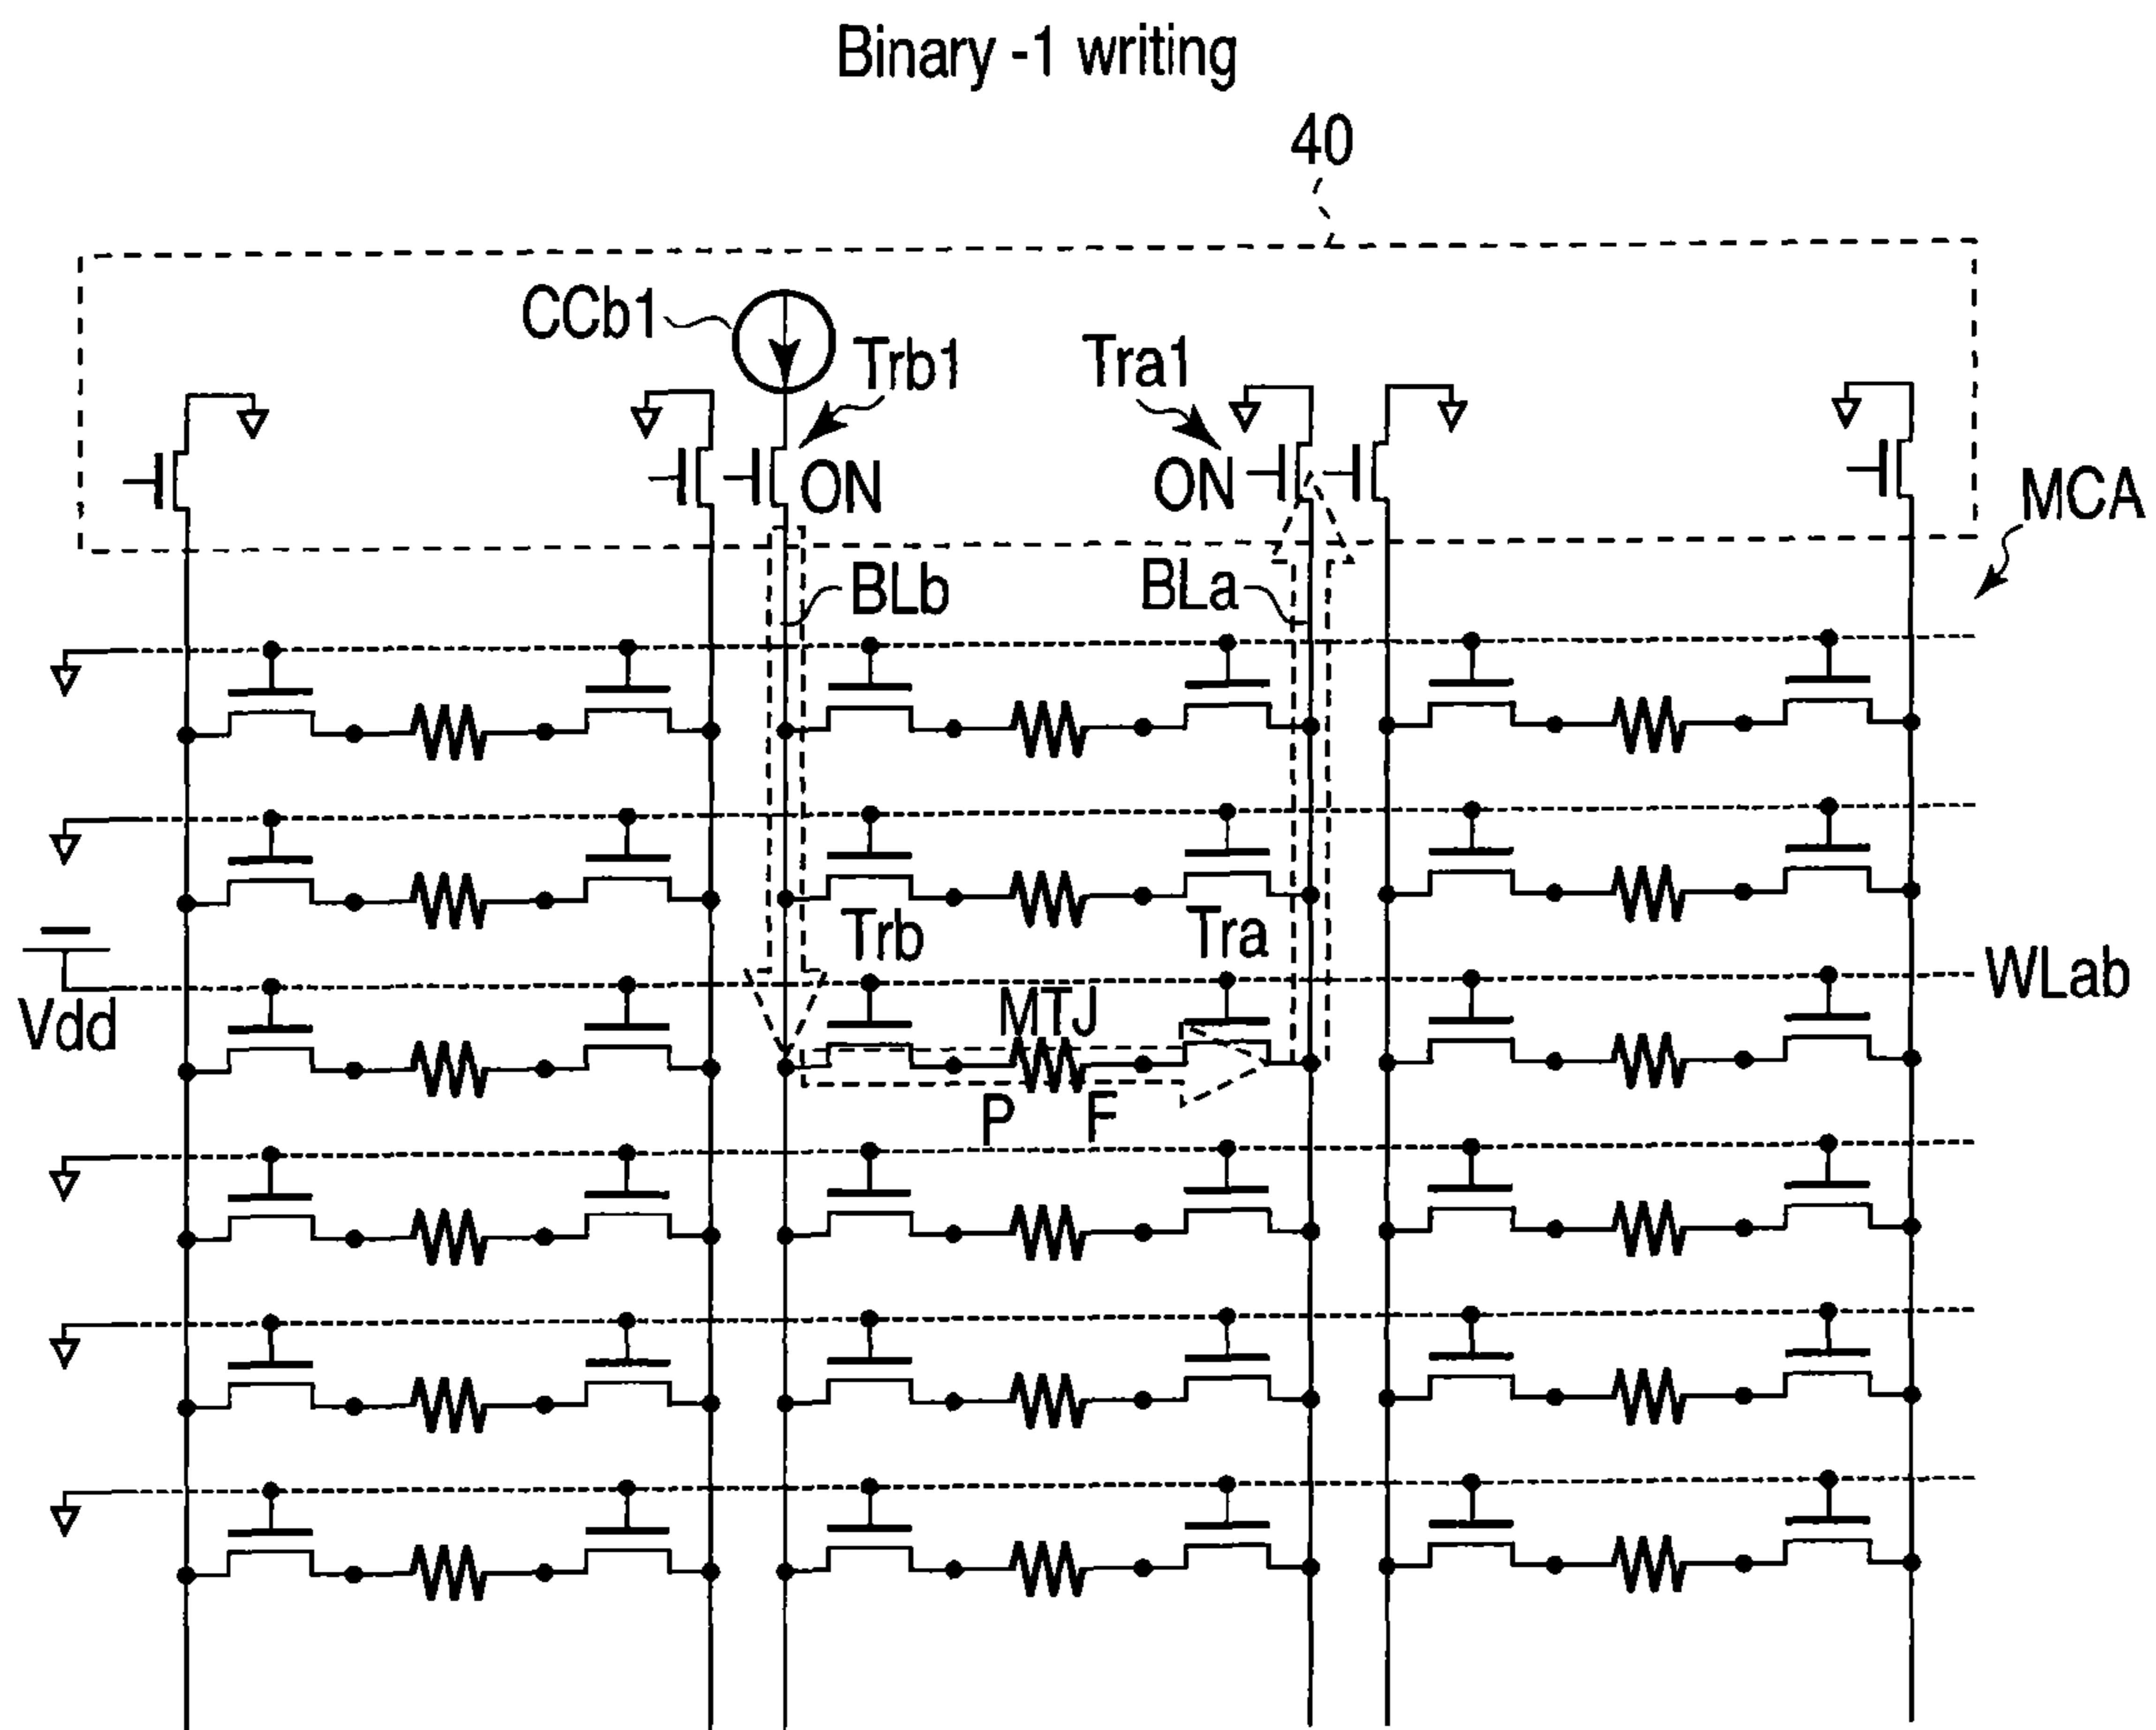 Binary -1 writing
40
CCb1
Trb1
Tra1
ON
ON
MCA
BLb
BLa
Trb
Tra
WLab
Vdd
MTJ
P
F